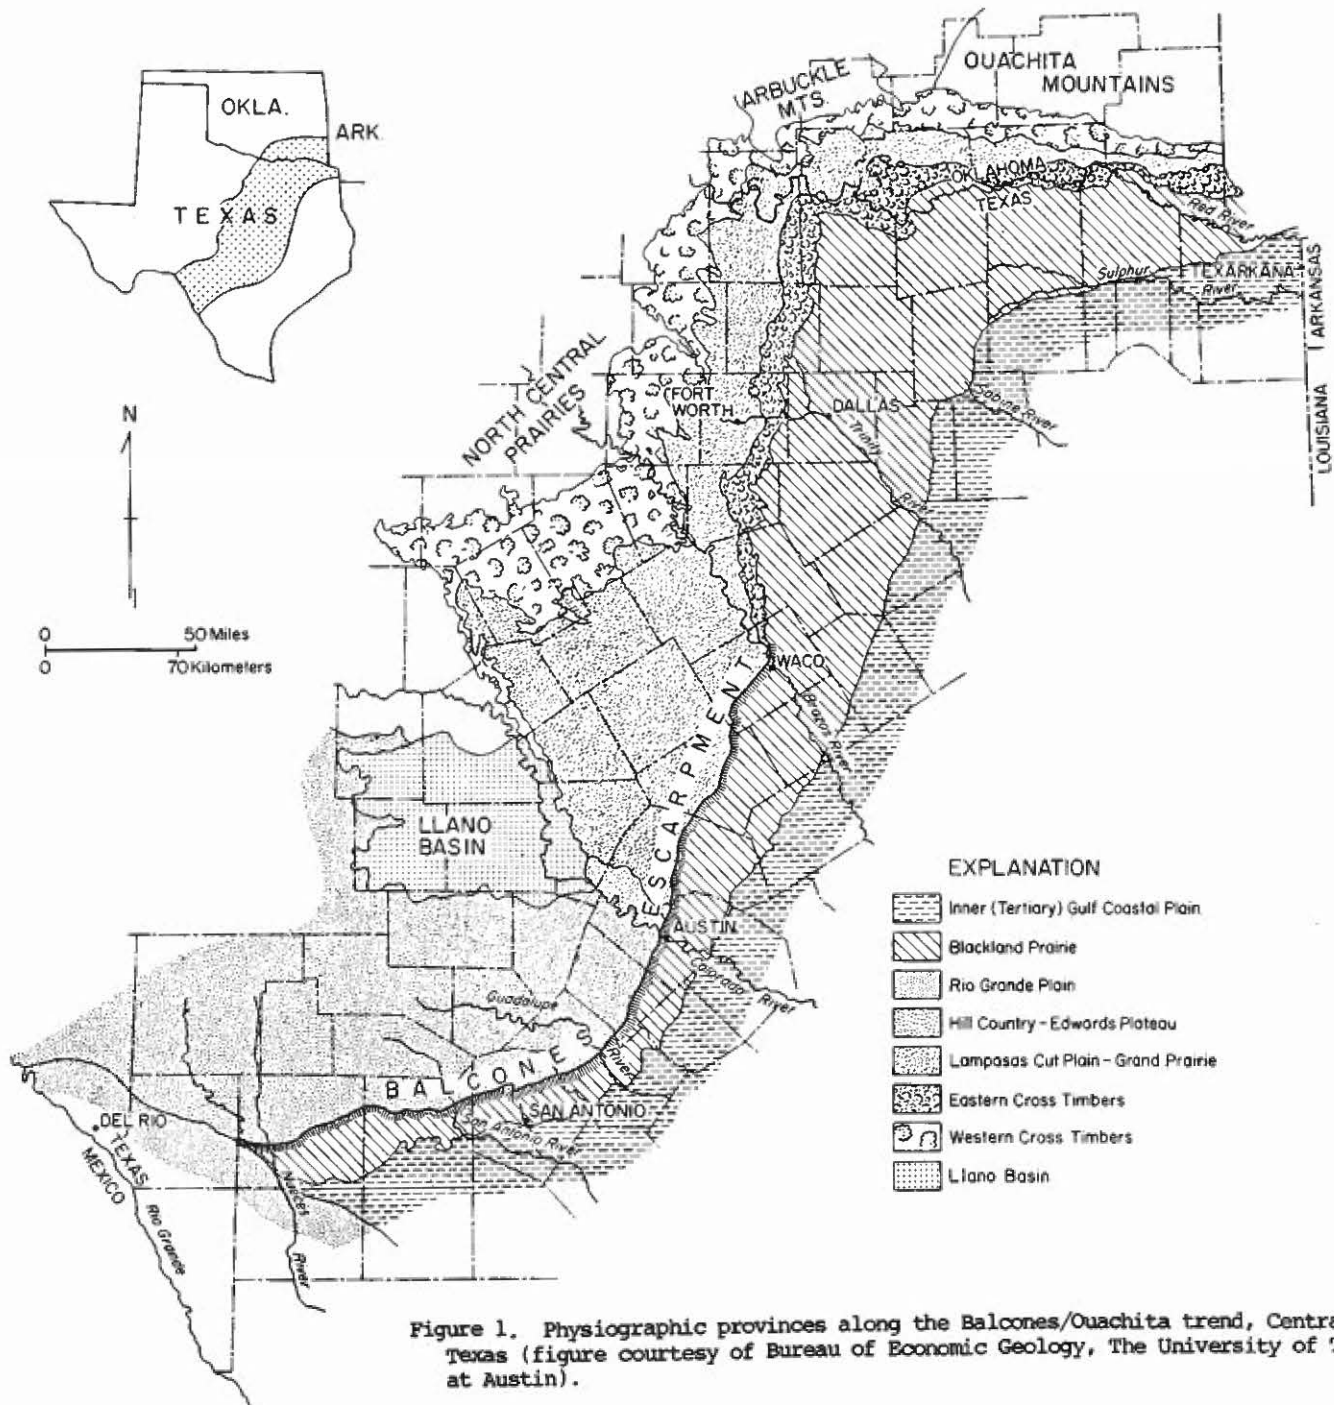 OKLA.
ARK.
TEXAS
N
0 50 Miles
0 70 Kilometers
ARBUCKLE
MTS.
OUACHITA
MOUNTAINS
OKLAHOMA
TEXAS
Red River
Sulphur
River
TEXARKANA
ARKANSAS
LOUISIANA
NORTH CENTRAL
PRAIRIES
FORT
WORTH
DALLAS
Trinity
River
Sabine River
WACO
Brazos River
ESCARPMENT
LLANO
BASIN
AUSTIN
Colorado River
Guadalupe
River
BALCONES
SAN ANTONIO
San Antonio River
DEL RIO
TEXAS
MEXICO
Rio Grande
Nueces
River
EXPLANATION
Inner (Tertiary) Gulf Coastal Plain
Blackland Prairie
Rio Grande Plain
Hill Country - Edwards Plateau
Lampasas Cut Plain - Grand Prairie
Eastern Cross Timbers
Western Cross Timbers
Llano Basin
Figure 1. Physiographic provinces along the Balcones/Ouachita trend, Centra
Texas (figure courtesy of Bureau of Economic Geology, The University of
at Austin).